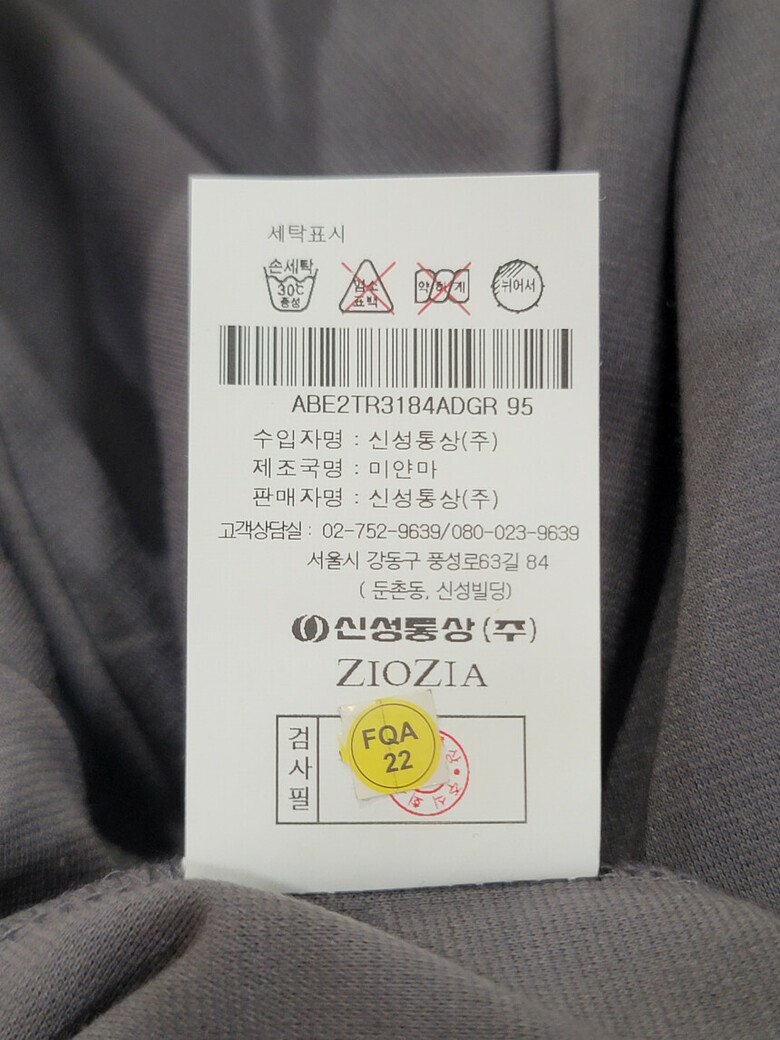 세탁표시
손세탁
30℃
중성
염소
표백
약하게
뉘어서
ABE2TR3184ADGR 95
수입자명 : 신성통상(주)
제조국명 : 미얀마
판매자명 : 신성통상(주)
고객상담실 : 02-752-9639/080-023-9639
서울시 강동구 풍성로63길 84
( 둔촌동, 신성빌딩)
신성통상(주)
ZIOZIA
검사필
FQA
22